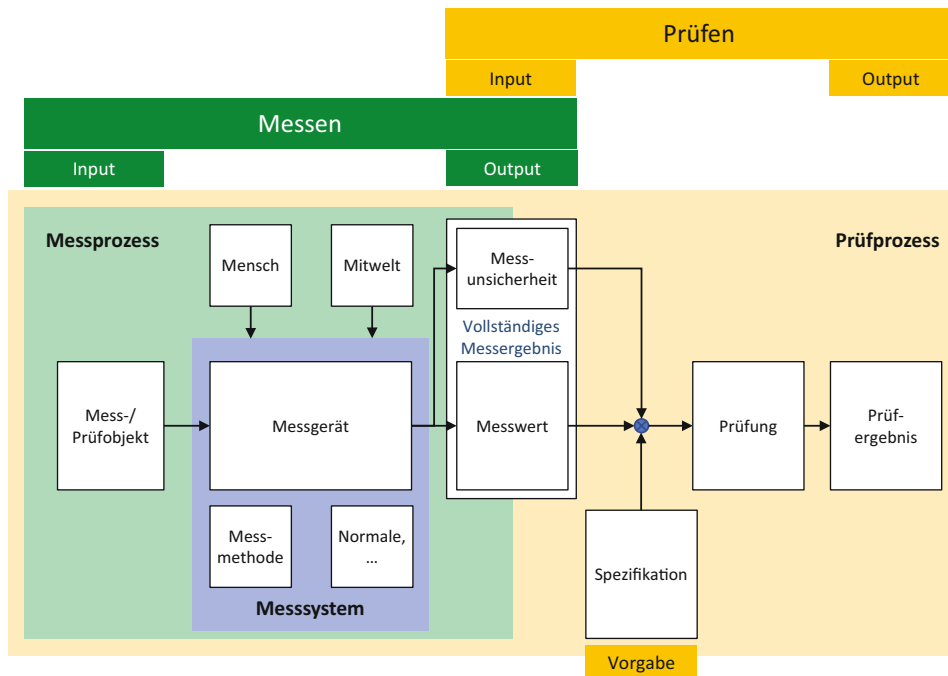 Prüfen
Input
Output
Messen
Input
Output
Messprozess
Prüfprozess
Mensch
Mitwelt
Mess-
unsicherheit
Vollständiges
Messergebnis
Mess-/
Prüfobjekt
Messgerät
Messwert
Prüfung
Prüf-
ergebnis
Mess-
methode
Normale,
...
Messsystem
Spezifikation
Vorgabe